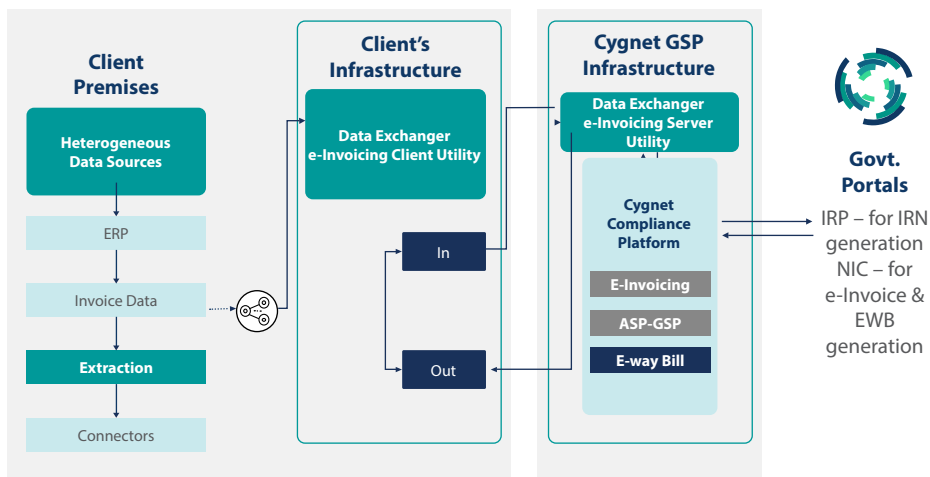 Client
Premises
Heterogeneous
Data Sources
ERP
Invoice Data
Extraction
Connectors
Client's
Infrastructure
Data Exchanger
e-Invoicing Client Utility
In
Out
Cygnet GSP
Infrastructure
Data Exchanger
e-Invoicing Server
Utility
Cygnet
Compliance
Platform
E-Invoicing
ASP-GSP
E-way Bill
Govt.
Portals
IRP – for IRN
generation
NIC – for
e-Invoice &
EWB
generation